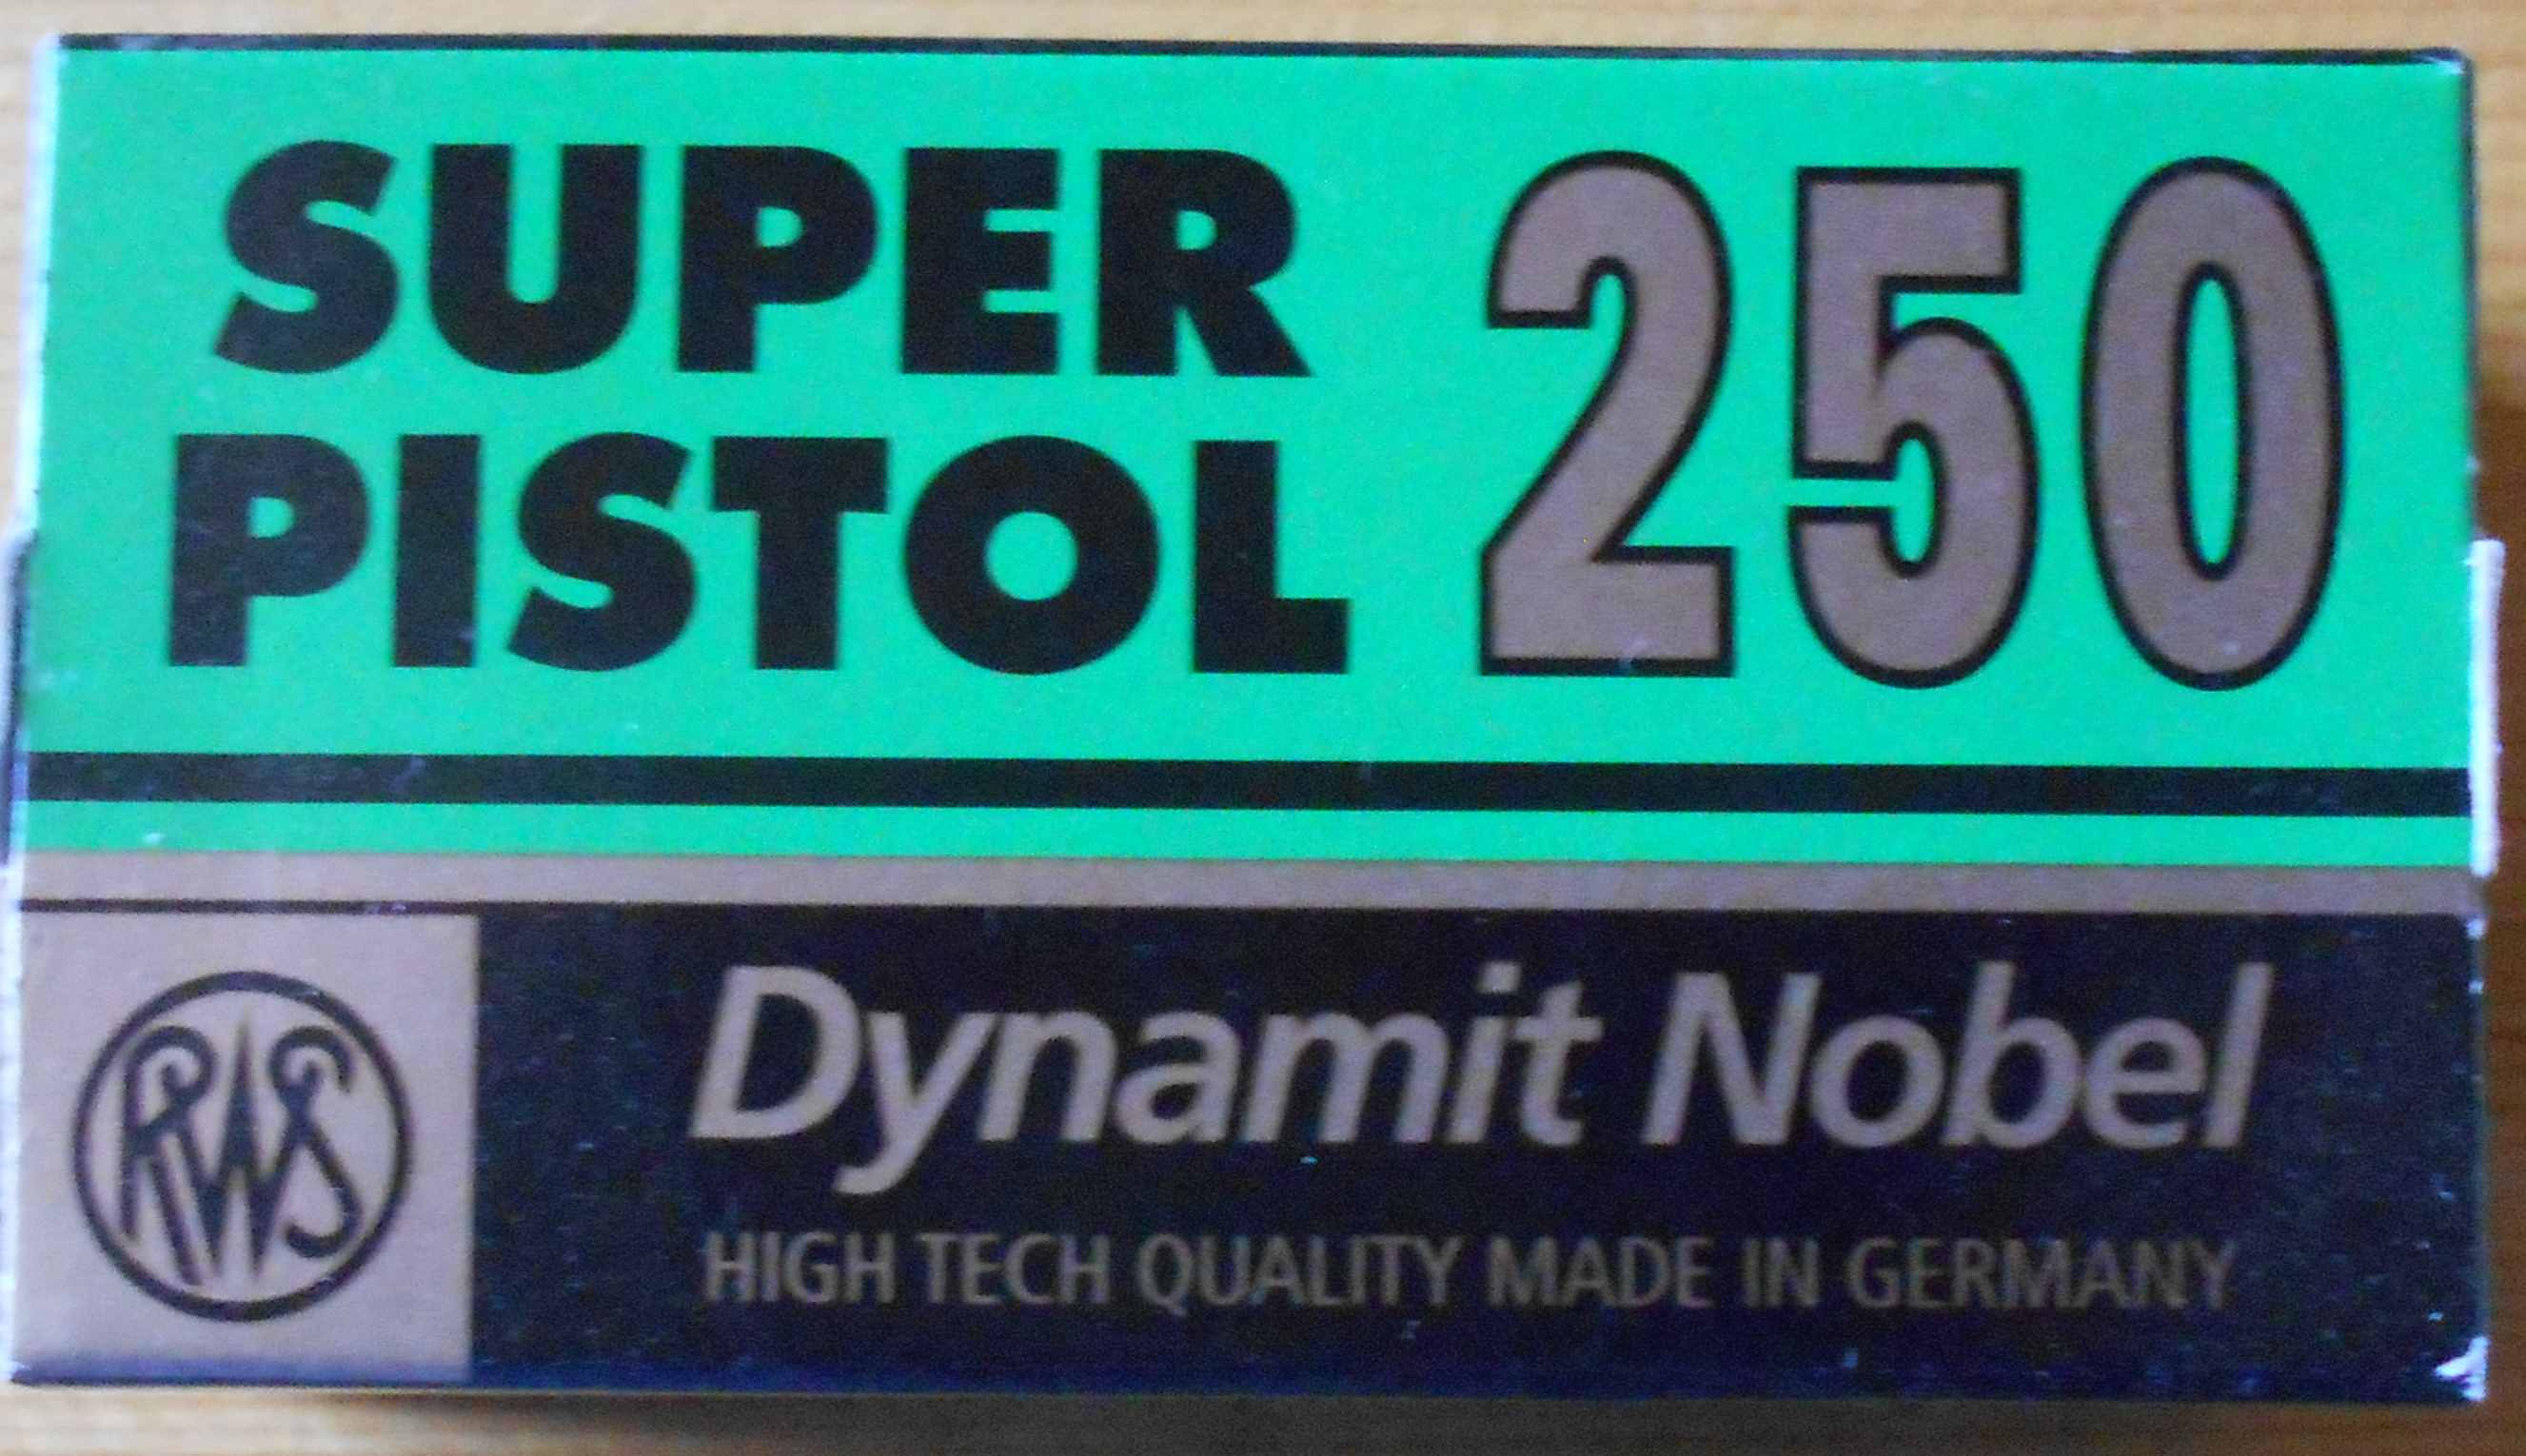 SUPER
PISTOL
250
RWS
Dynamit Nobel
HIGH TECH QUALITY MADE IN GERMANY